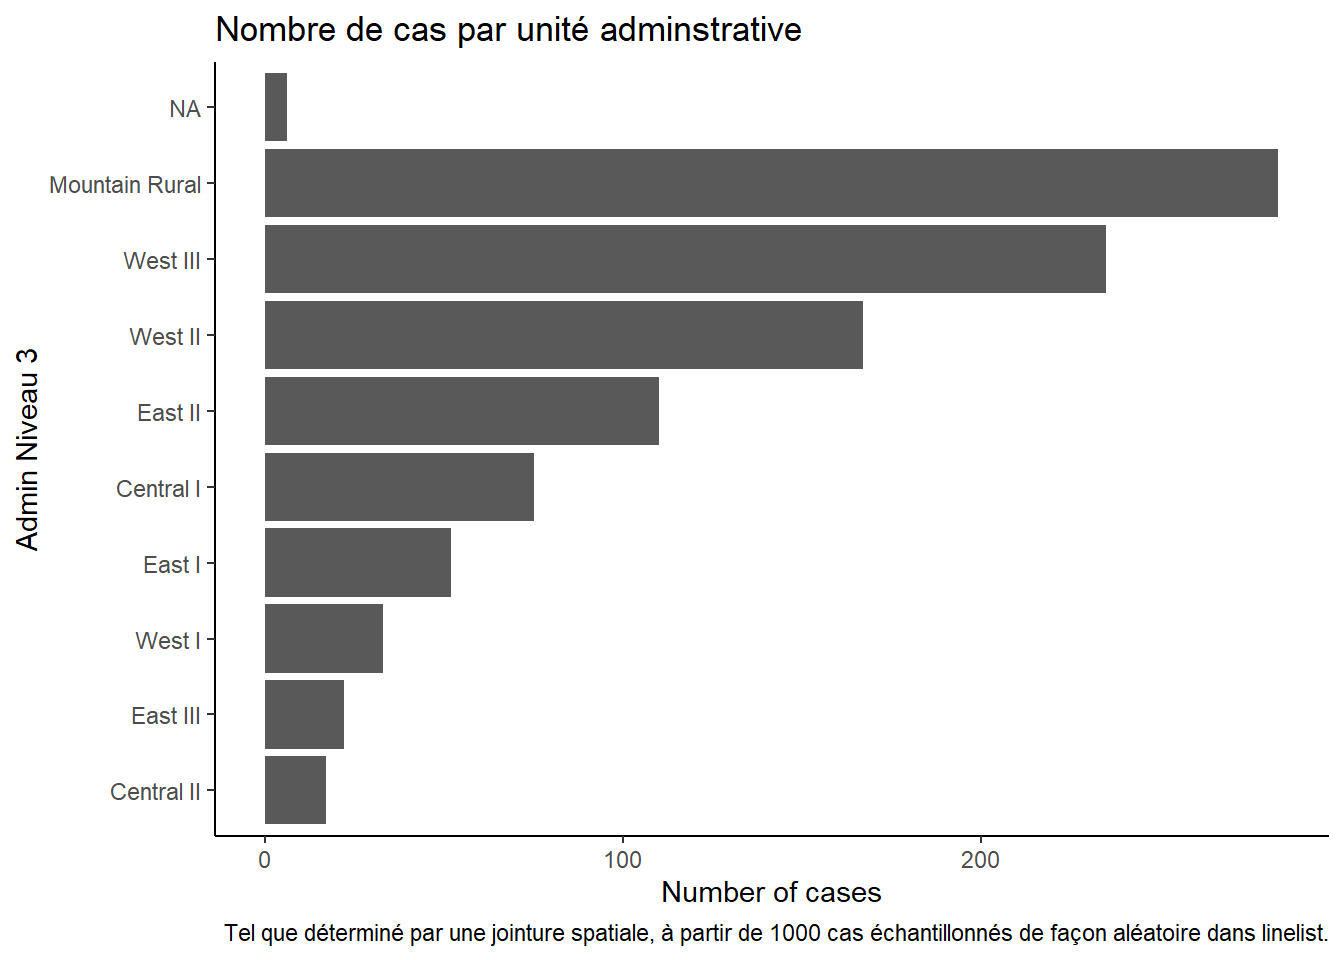 Nombre de cas par unité adminstrative
NA
Mountain Rural
West III
West II
East II
Central I
East I
West I
East III
Central II
Admin Niveau 3
0 100 200
Number of cases
Tel que déterminé par une jointure spatiale, à partir de 1000 cas échantillonnés de façon aléatoire dans linelist.